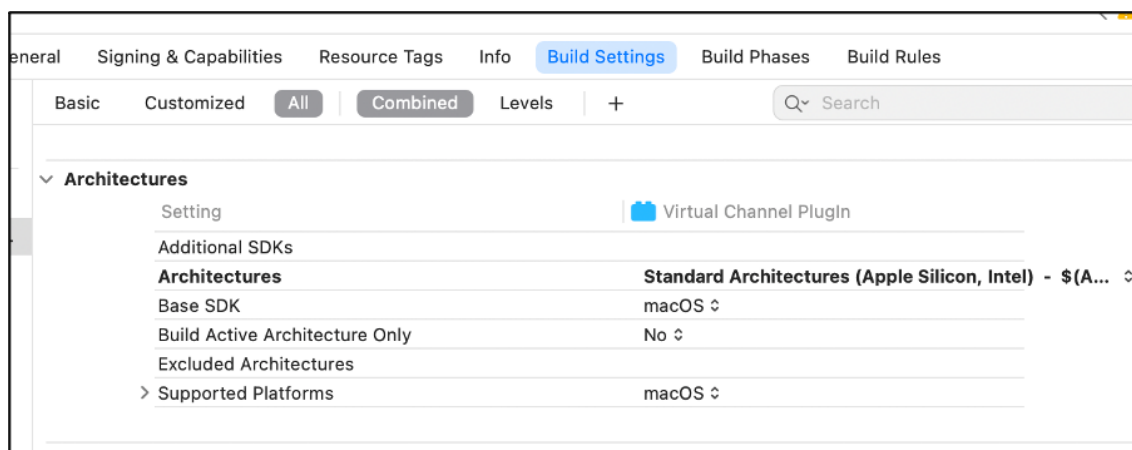 eneral Signing & Capabilities Resource Tags Info Build Settings Build Phases Build Rules
Basic Customized All Combined Levels + Search
Architectures
Setting Virtual Channel PlugIn
Additional SDKs
Architectures Standard Architectures (Apple Silicon, Intel) - $(A...
Base SDK macOS
Build Active Architecture Only No
Excluded Architectures
Supported Platforms macOS